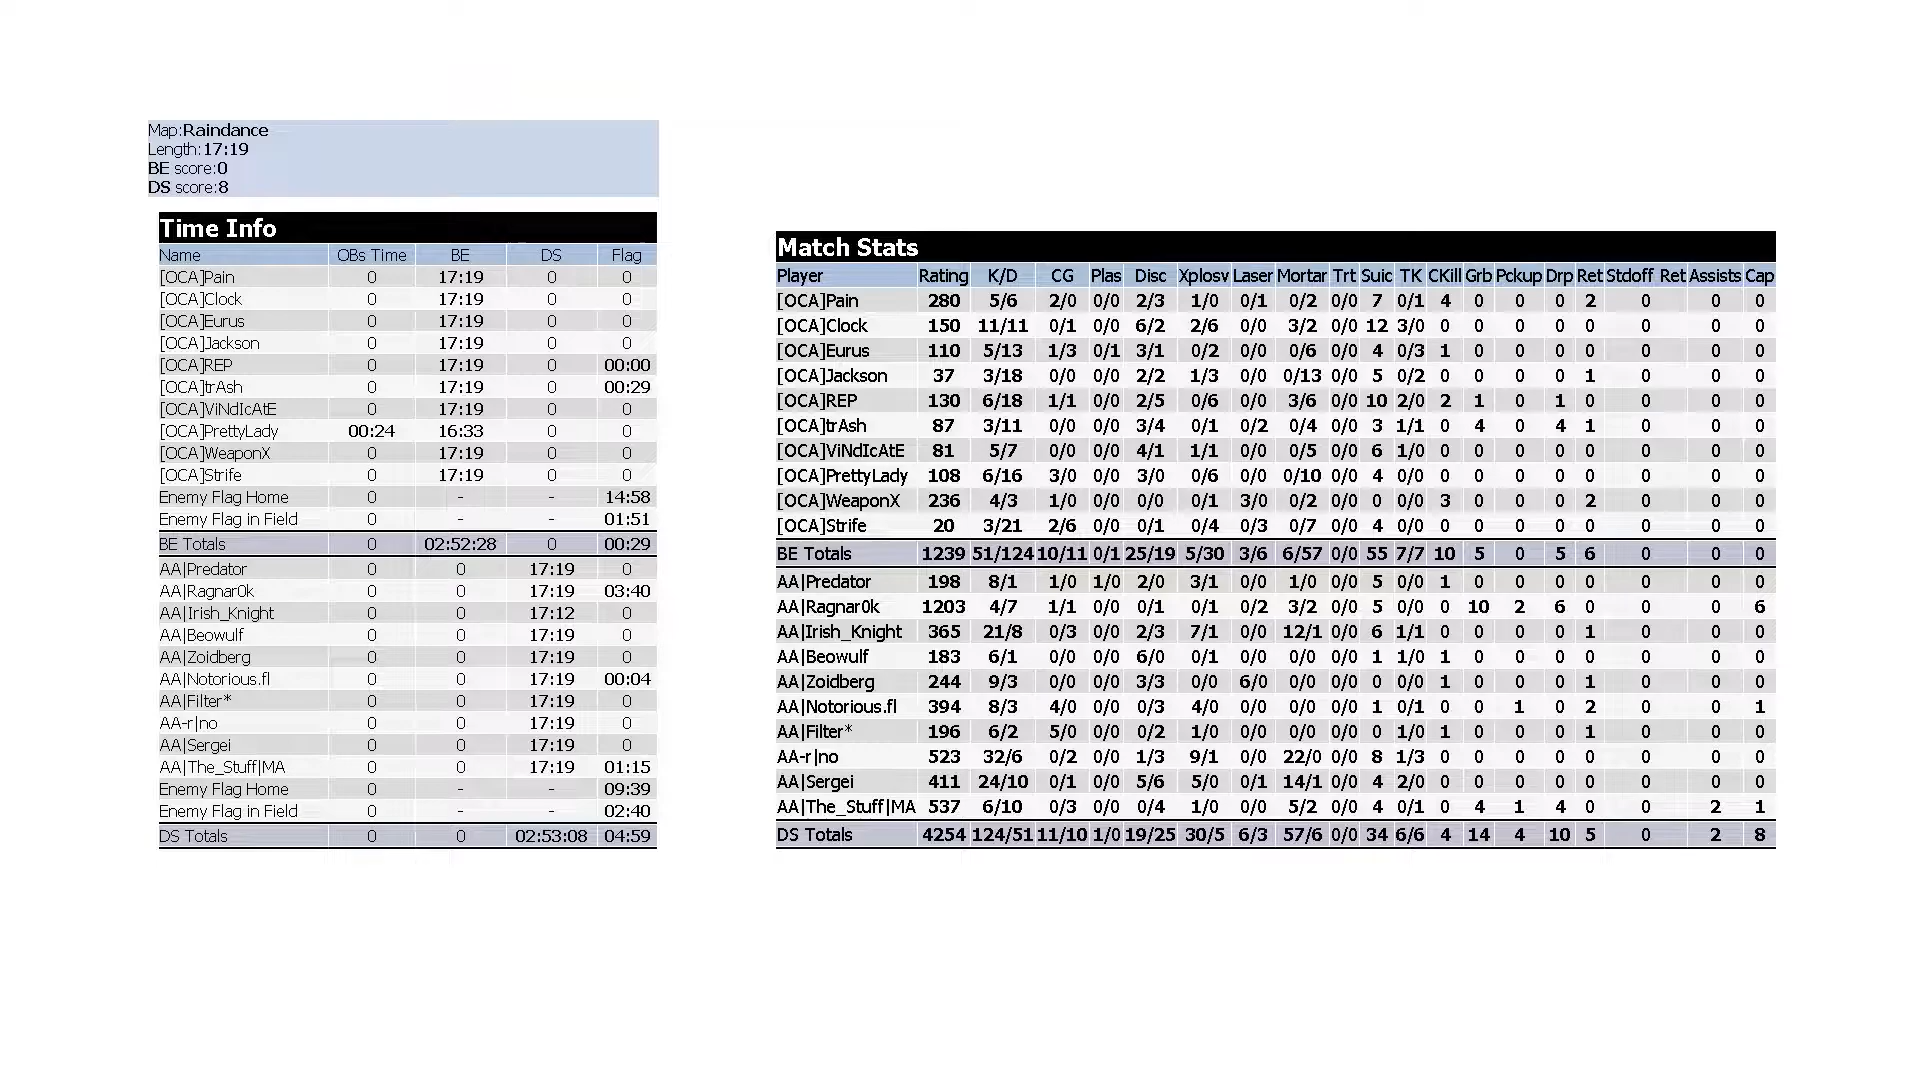 Map:Raindance
Length:17:19
BE score:0
DS score:8
Time Info
Name OBs Time BE DS Flag
[OCA]Pain 0 17:19 0 0
[OCA]Clock 0 17:19 0 0
[OCA]Eurus 0 17:19 0 0
[OCA]Jackson 0 17:19 0 0
[OCA]REP 0 17:19 0 00:00
[OCA]trAsh 0 17:19 0 00:29
[OCA]ViNdIcAtE 0 17:19 0 0
[OCA]PrettyLady 00:24 16:33 0 0
[OCA]WeaponX 0 17:19 0 0
[OCA]Strife 0 17:19 0 0
Enemy Flag Home 0 - - 14:58
Enemy Flag in Field 0 - - 01:51
BE Totals 0 02:52:28 0 00:29
AA|Predator 0 0 17:19 0
AA|Ragnar0k 0 0 17:19 03:40
AA|Irish_Knight 0 0 17:12 0
AA|Beowulf 0 0 17:19 0
AA|Zoidberg 0 0 17:19 0
AA|Notorious.fl 0 0 17:19 00:04
AA|Filter* 0 0 17:19 0
AA-r|no 0 0 17:19 0
AA|Sergei 0 0 17:19 0
AA|The_Stuff|MA 0 0 17:19 01:15
Enemy Flag Home 0 - - 09:39
Enemy Flag in Field 0 - - 02:40
DS Totals 0 0 02:53:08 04:59
Match Stats
Player Rating K/D CG Plas Disc Xplosv Laser Mortar Trt Suic TK CKill Grb Pckup Drp Ret Stdoff Ret Assists Cap
[OCA]Pain 280 5/6 2/0 0/0 2/3 1/0 0/1 0/2 0/0 7 0/1 4 0 0 0 2 0 0 0
[OCA]Clock 150 11/11 0/1 0/0 6/2 2/6 0/0 3/2 0/0 12 3/0 0 0 0 0 0 0 0 0
[OCA]Eurus 110 5/13 1/3 0/1 3/1 0/2 0/0 0/6 0/0 4 0/3 1 0 0 0 0 0 0 0
[OCA]Jackson 37 3/18 0/0 0/0 2/2 1/3 0/0 0/13 0/0 5 0/2 0 0 0 0 1 0 0 0
[OCA]REP 130 6/18 1/1 0/0 2/5 0/6 0/0 3/6 0/0 10 2/0 2 1 0 1 0 0 0 0
[OCA]trAsh 87 3/11 0/0 0/0 3/4 0/1 0/2 0/4 0/0 3 1/1 0 4 0 4 1 0 0 0
[OCA]ViNdIcAtE 81 5/7 0/0 0/0 4/1 1/1 0/0 0/5 0/0 6 1/0 0 0 0 0 0 0 0 0
[OCA]PrettyLady 108 6/16 3/0 0/0 3/0 0/6 0/0 0/10 0/0 4 0/0 0 0 0 0 0 0 0 0
[OCA]WeaponX 236 4/3 1/0 0/0 0/0 0/1 3/0 0/2 0/0 0 0/0 3 0 0 0 2 0 0 0
[OCA]Strife 20 3/21 2/6 0/0 0/1 0/4 0/3 0/7 0/0 4 0/0 0 0 0 0 0 0 0 0
BE Totals 1239 51/124 10/11 0/1 25/19 5/30 3/6 6/57 0/0 55 7/7 10 5 0 5 6 0 0 0
AA|Predator 198 8/1 1/0 1/0 2/0 3/1 0/0 1/0 0/0 5 0/0 1 0 0 0 0 0 0 0
AA|Ragnar0k 1203 4/7 1/1 0/0 0/1 0/1 0/2 3/2 0/0 5 0/0 0 10 2 6 0 0 0 6
AA|Irish_Knight 365 21/8 0/3 0/0 2/3 7/1 0/0 12/1 0/0 6 1/1 0 0 0 0 1 0 0 0
AA|Beowulf 183 6/1 0/0 0/0 6/0 0/1 0/0 0/0 0/0 1 1/0 1 0 0 0 0 0 0 0
AA|Zoidberg 244 9/3 0/0 0/0 3/3 0/0 6/0 0/0 0/0 0 0/0 1 0 0 0 1 0 0 0
AA|Notorious.fl 394 8/3 4/0 0/0 0/3 4/0 0/0 0/0 0/0 1 0/1 0 0 1 0 2 0 0 1
AA|Filter* 196 6/2 5/0 0/0 0/2 1/0 0/0 0/0 0/0 0 1/0 1 0 0 0 1 0 0 0
AA-r|no 523 32/6 0/2 0/0 1/3 9/1 0/0 22/0 0/0 8 1/3 0 0 0 0 0 0 0 0
AA|Sergei 411 24/10 0/1 0/0 5/6 5/0 0/1 14/1 0/0 4 2/0 0 0 0 0 0 0 0 0
AA|The_Stuff|MA 537 6/10 0/3 0/0 0/4 1/0 0/0 5/2 0/0 4 0/1 0 4 1 4 0 0 2 1
DS Totals 4254 124/51 11/10 1/0 19/25 30/5 6/3 57/6 0/0 34 6/6 4 14 4 10 5 0 2 8